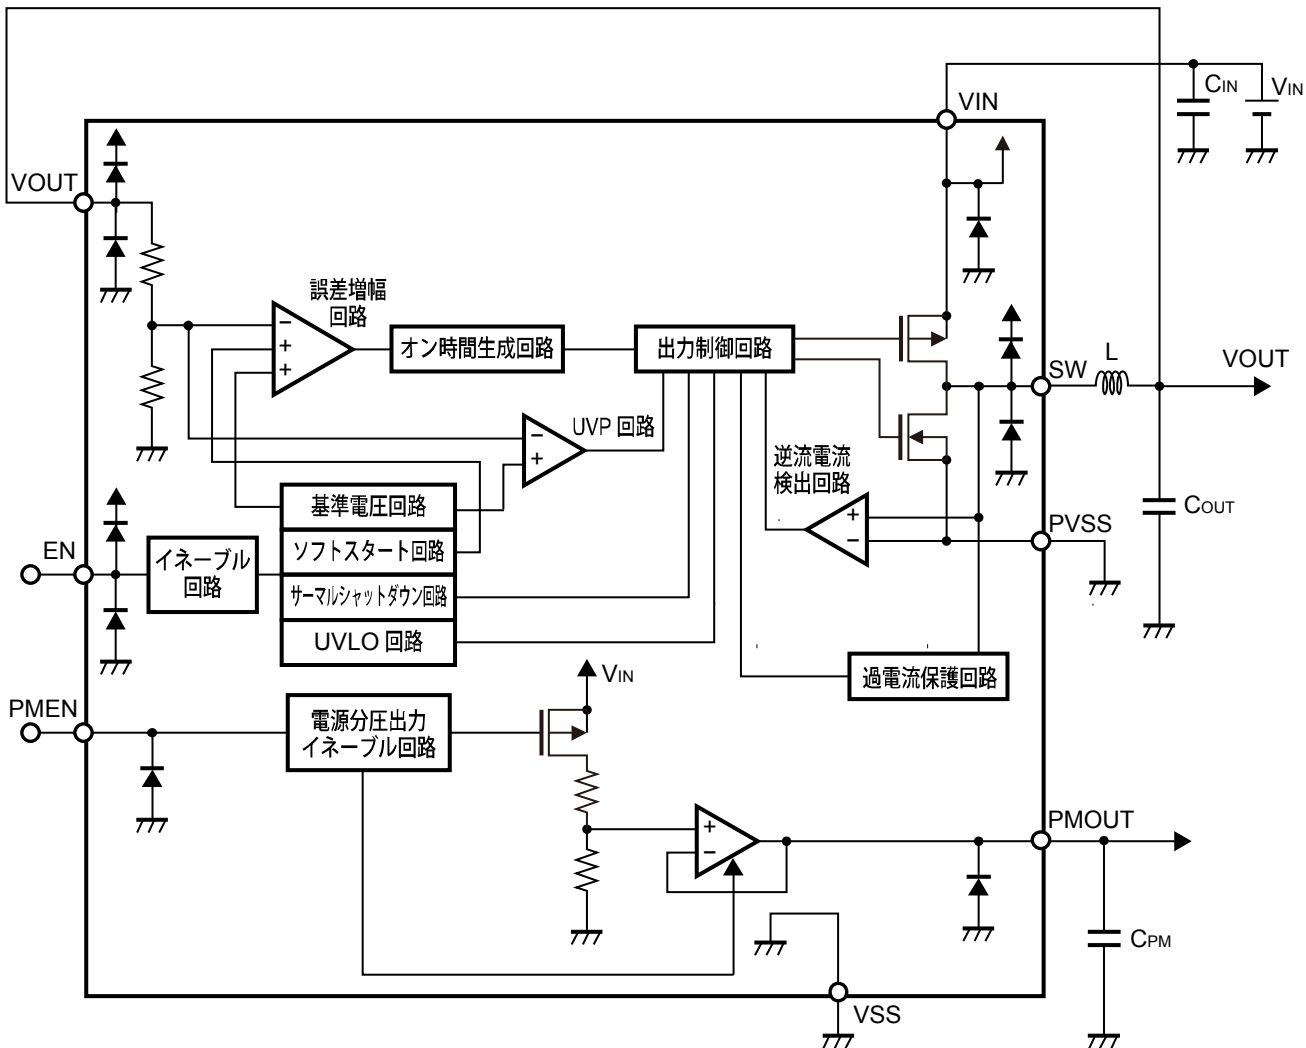 CIN
VIN
VIN
VOUT
誤差増幅
回路
オン時間生成回路
出力制御回路
SW
L
VOUT
UVP 回路
逆流電流
検出回路
基準電圧回路
COUT
PVSS
EN
イネーブル
回路
ソフトスタート回路
サーマルシャットダウン回路
UVLO 回路
過電流保護回路
VIN
PMEN
電源分圧出力
イネーブル回路
PMOUT
CPM
VSS